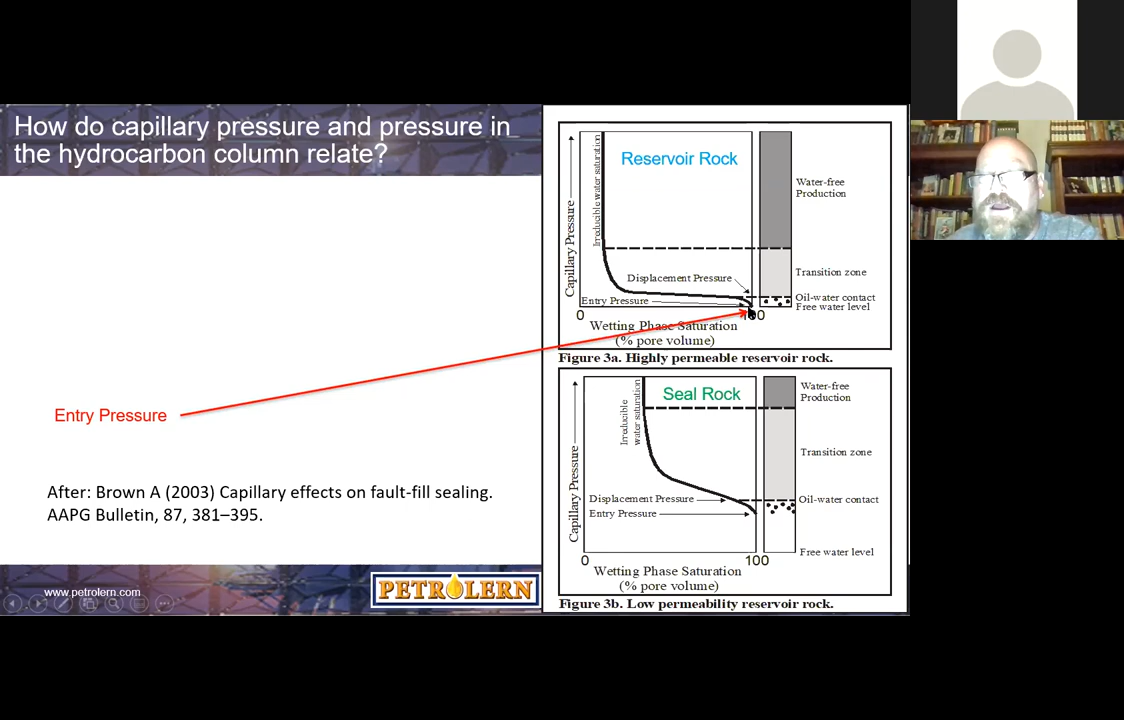 How do capillary pressure and pressure in
the hydrocarbon column relate?
Entry Pressure
After: Brown A (2003) Capillary effects on fault-fill sealing.
AAPG Bulletin, 87, 381–395.
www.petrolern.com
PETROLERN
Capillary Pressure
Irreducible water saturation
Reservoir Rock
Water-free
Production
Displacement Pressure
Transition zone
Entry Pressure
Oil-water contact
Free water level
0
100
Wetting Phase Saturation
(% pore volume)
Figure 3a. Highly permeable reservoir rock.
Capillary Pressure
Irreducible
water saturation
Seal Rock
Water-free
Production
Transition zone
Displacement Pressure
Oil-water contact
Entry Pressure
Free water level
0
100
Wetting Phase Saturation
(% pore volume)
Figure 3b. Low permeability reservoir rock.